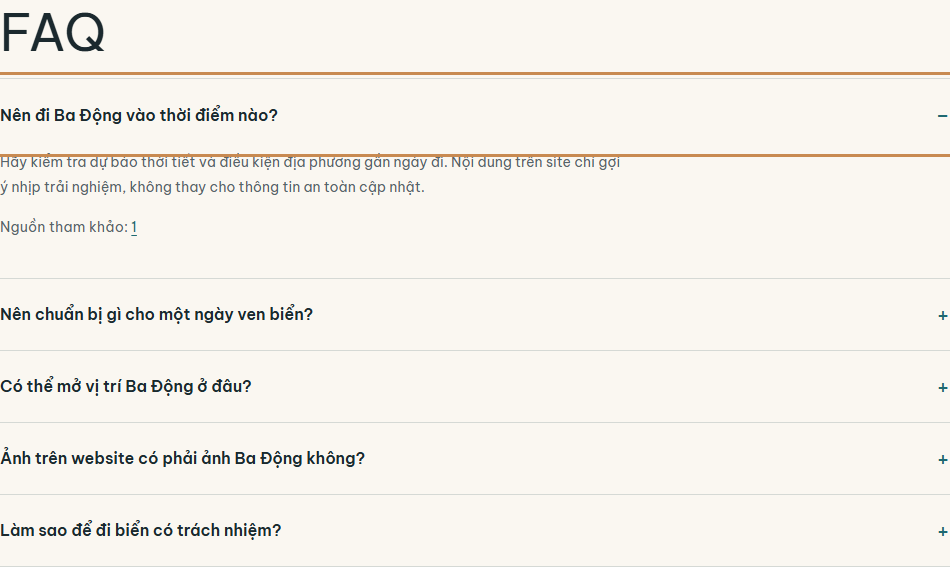 FAQ
Nên đi Ba Động vào thời điểm nào?
−
Hãy kiểm tra dự báo thời tiết và điều kiện địa phương gần ngày đi. Nội dung trên site chỉ gợi
ý nhịp trải nghiệm, không thay cho thông tin an toàn cập nhật.
Nguồn tham khảo: 1
Nên chuẩn bị gì cho một ngày ven biển?
+
Có thể mở vị trí Ba Động ở đâu?
+
Ảnh trên website có phải ảnh Ba Động không?
+
Làm sao để đi biển có trách nhiệm?
+